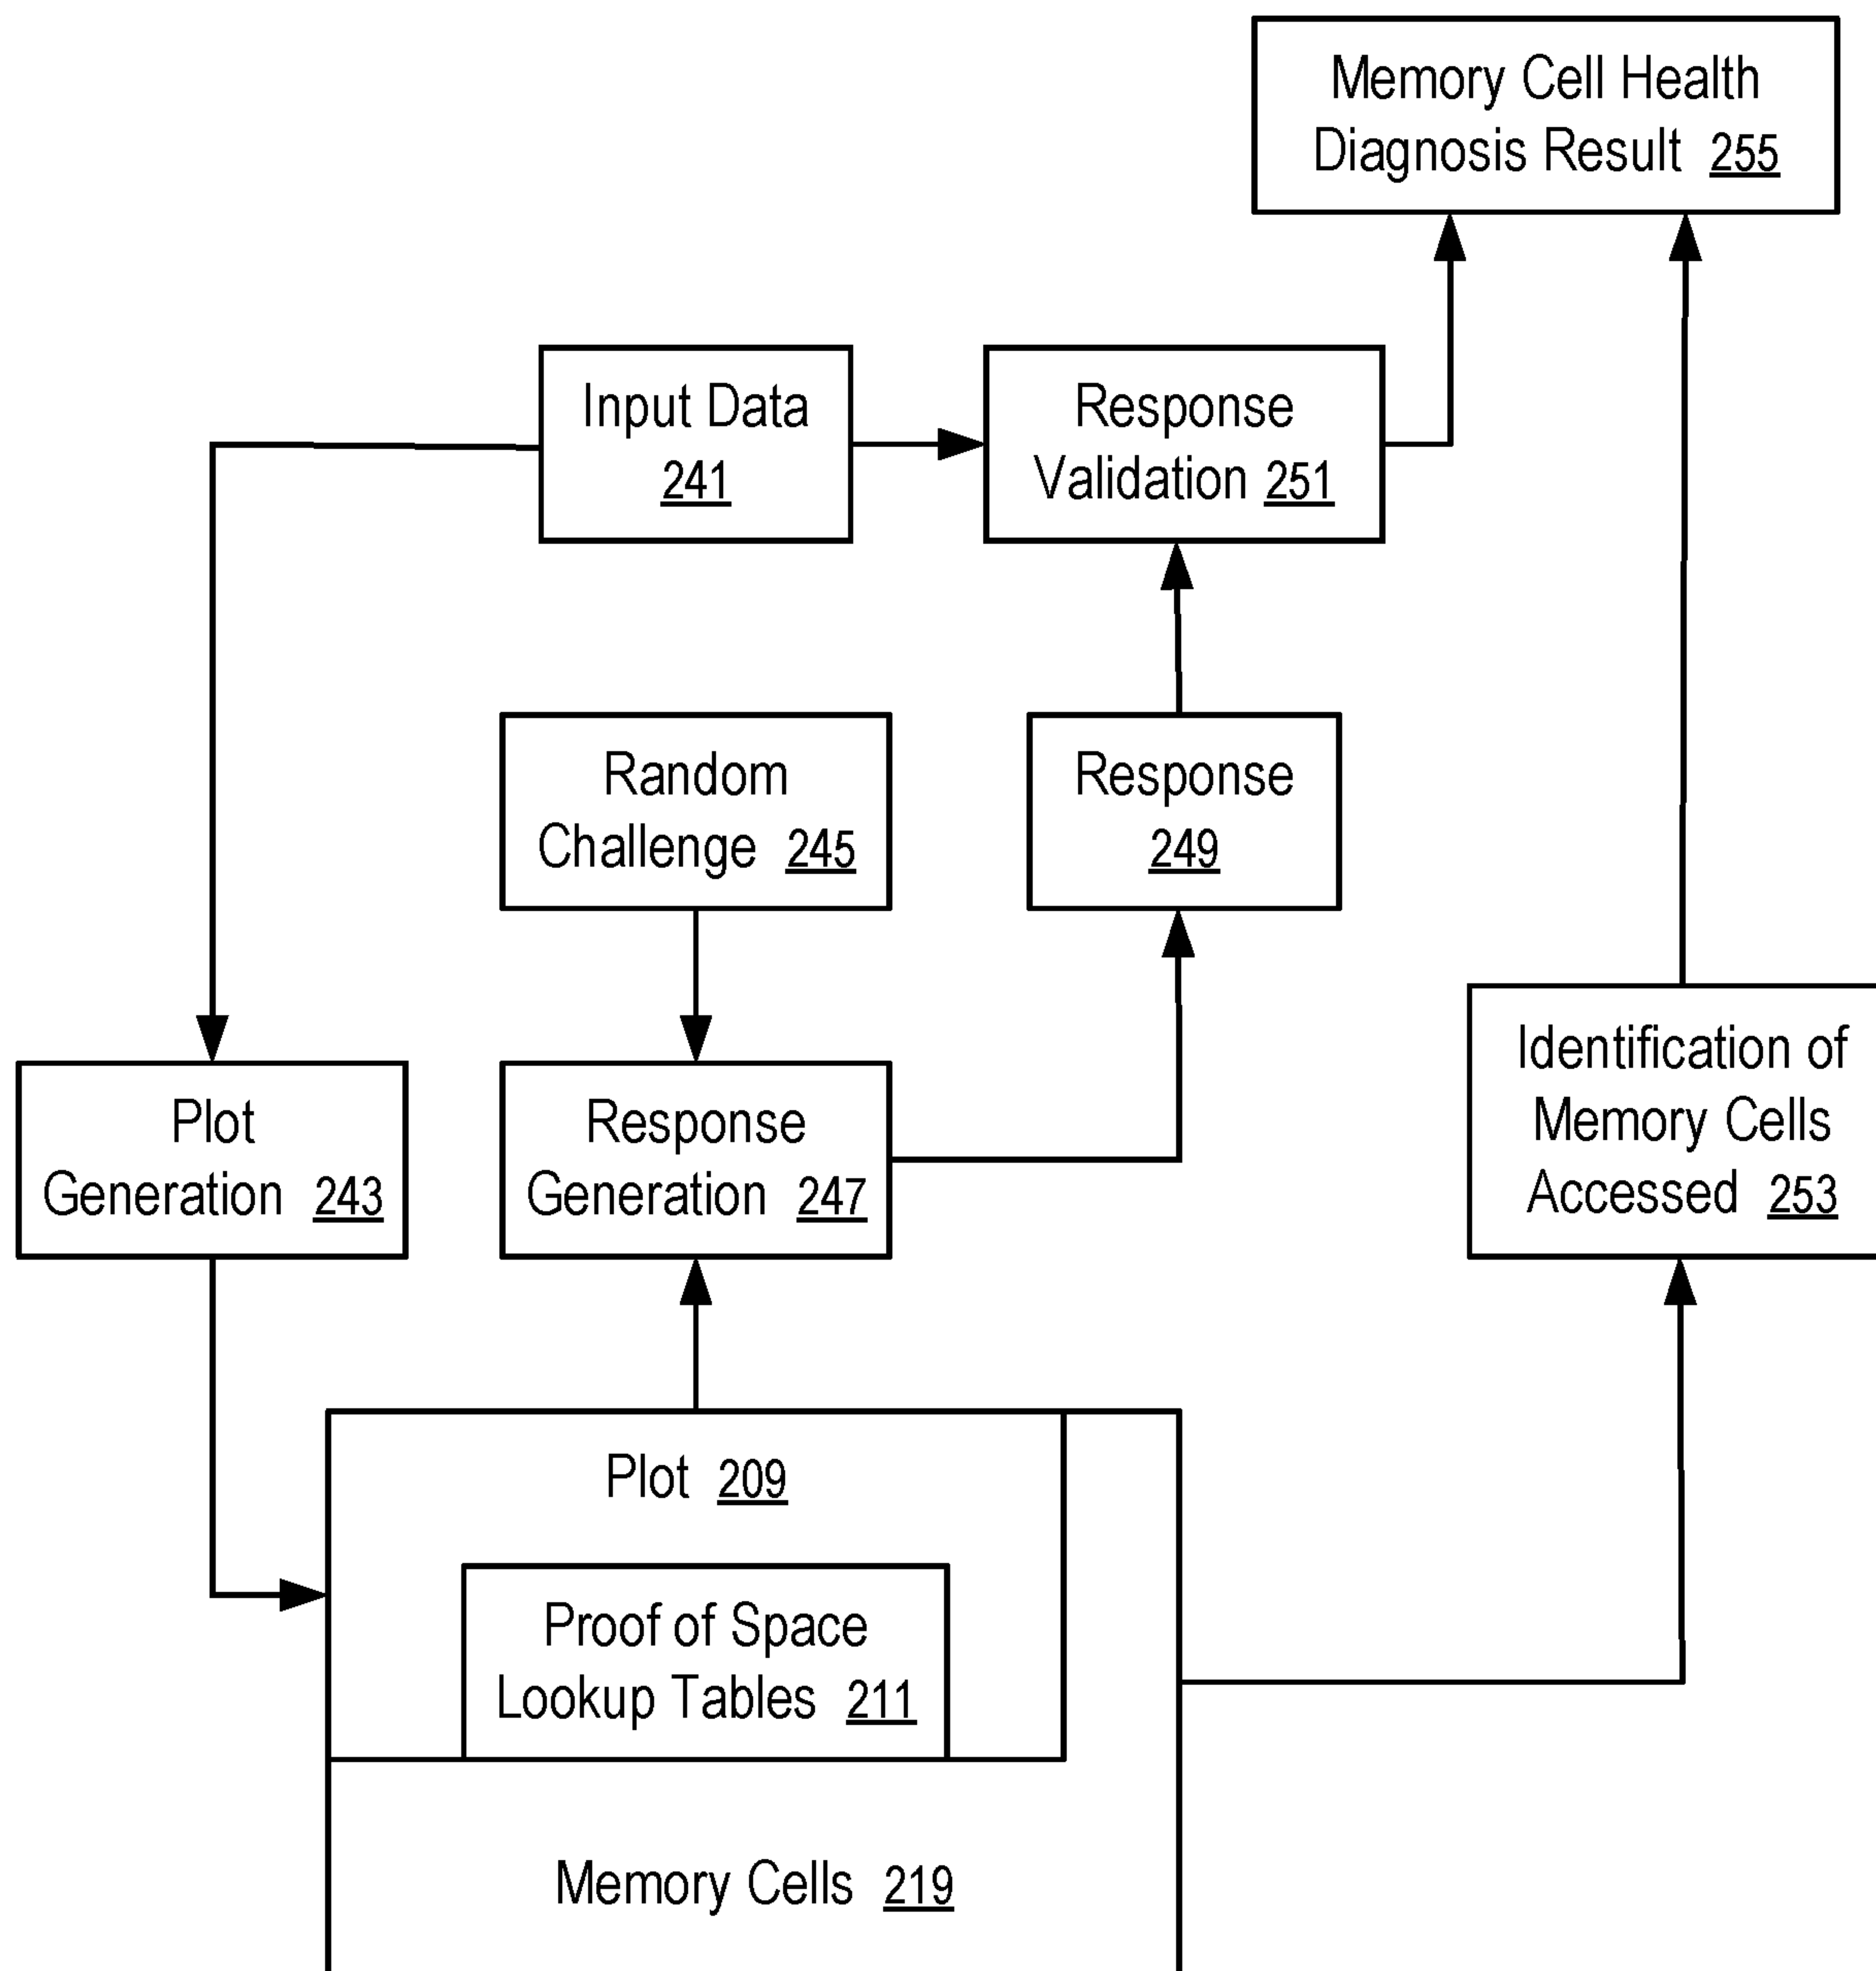 Memory Cell Health
Diagnosis Result 255
Input Data
241
Response
Validation 251
Random
Challenge 245
Response
249
Identification of
Memory Cells
Accessed 253
Plot
Generation 243
Response
Generation 247
Plot 209
Proof of Space
Lookup Tables 211
Memory Cells 219